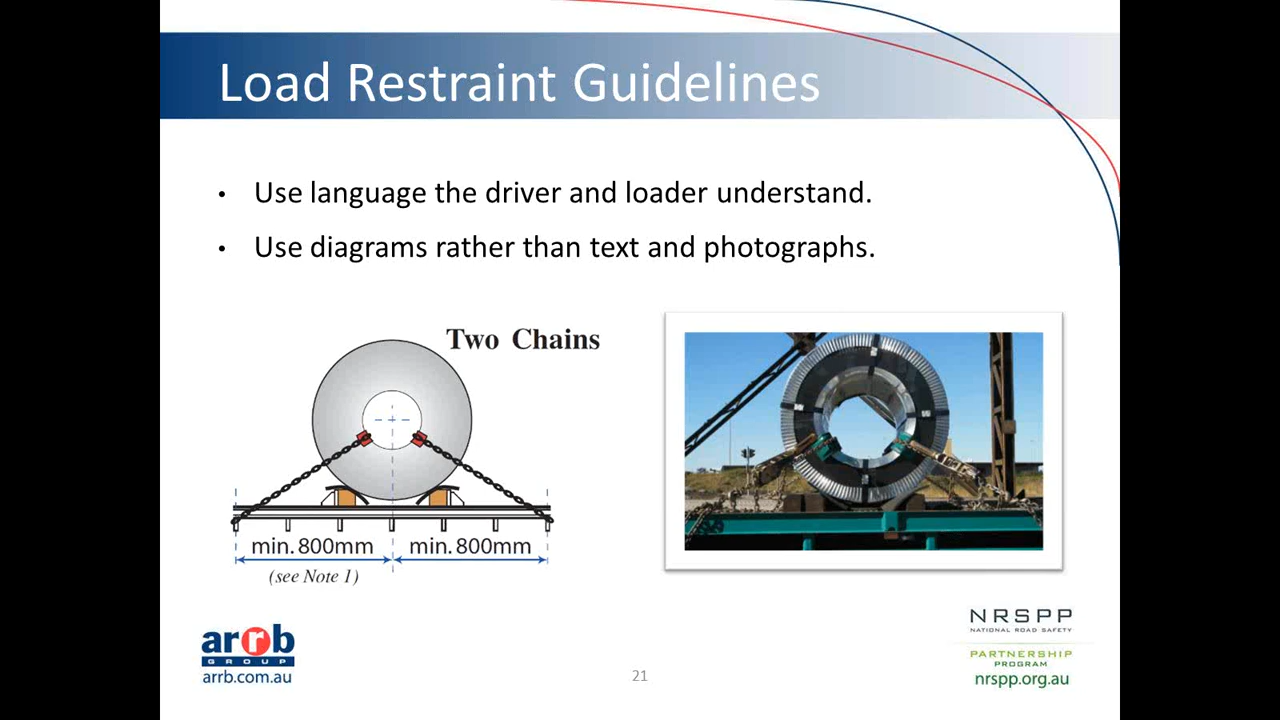 Load Restraint Guidelines
• Use language the driver and loader understand.
• Use diagrams rather than text and photographs.
Two Chains
min. 800mm min. 800mm
(see Note 1)
arrb
GROUP
arrb.com.au
21
NRSPP
NATIONAL ROAD SAFETY
PARTNERSHIP
PROGRAM
nrspp.org.au